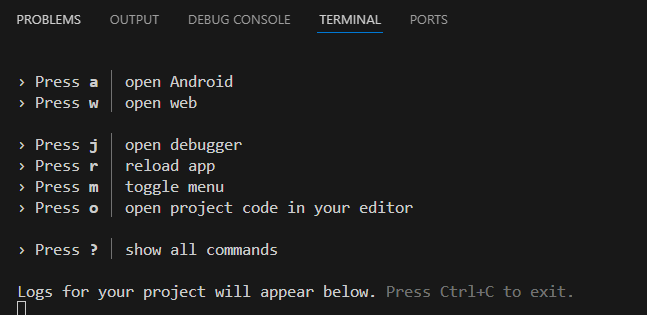 PROBLEMS OUTPUT DEBUG CONSOLE TERMINAL PORTS
› Press a │ open Android
› Press w │ open web
› Press j │ open debugger
› Press r │ reload app
› Press m │ toggle menu
› Press o │ open project code in your editor
› Press ? │ show all commands
Logs for your project will appear below. Press Ctrl+C to exit.